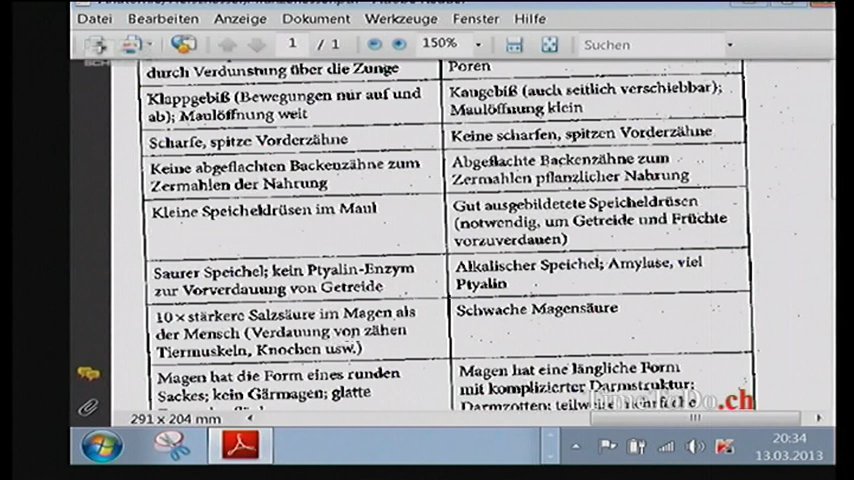 Datei Bearbeiten Anzeige Dokument Werkzeuge Fenster Hilfe
1 / 1 150% Suchen
durch Verdunstung über die Zunge
Poren
Klappgebiß (Bewegungen nur auf und
ab); Maulöffnung weit
Kaugebiß (auch seitlich verschiebbar);
Maulöffnung klein
Scharfe, spitze Vorderzähne
Keine scharfen, spitzen Vorderzähne
Keine abgeflachten Backenzähne zum
Zermahlen der Nahrung
Abgeflachte Backenzähne zum
Zermahlen pflanzlicher Nahrung
Kleine Speicheldrüsen im Maul
Gut ausgebildetete Speicheldrüsen
(notwendig, um Getreide und Früchte
vorzuverdauen)
Saurer Speichel; kein Ptyalin-Enzym
zur Vorverdauung von Getreide
Alkalischer Speichel; Amylase, viel
Ptyalin
10 × stärkere Salzsäure im Magen als
der Mensch (Verdauung von zähen
Tiermuskeln, Knochen usw.)
Schwache Magensäure
Magen hat die Form eines runden
Sackes; kein Gärmagen; glatte
Magen hat eine längliche Form
mit komplizierter Darmstruktur;
Darmzotten; teilweise
TimeToDo.ch
291 x 204 mm
20:34
13.03.2013